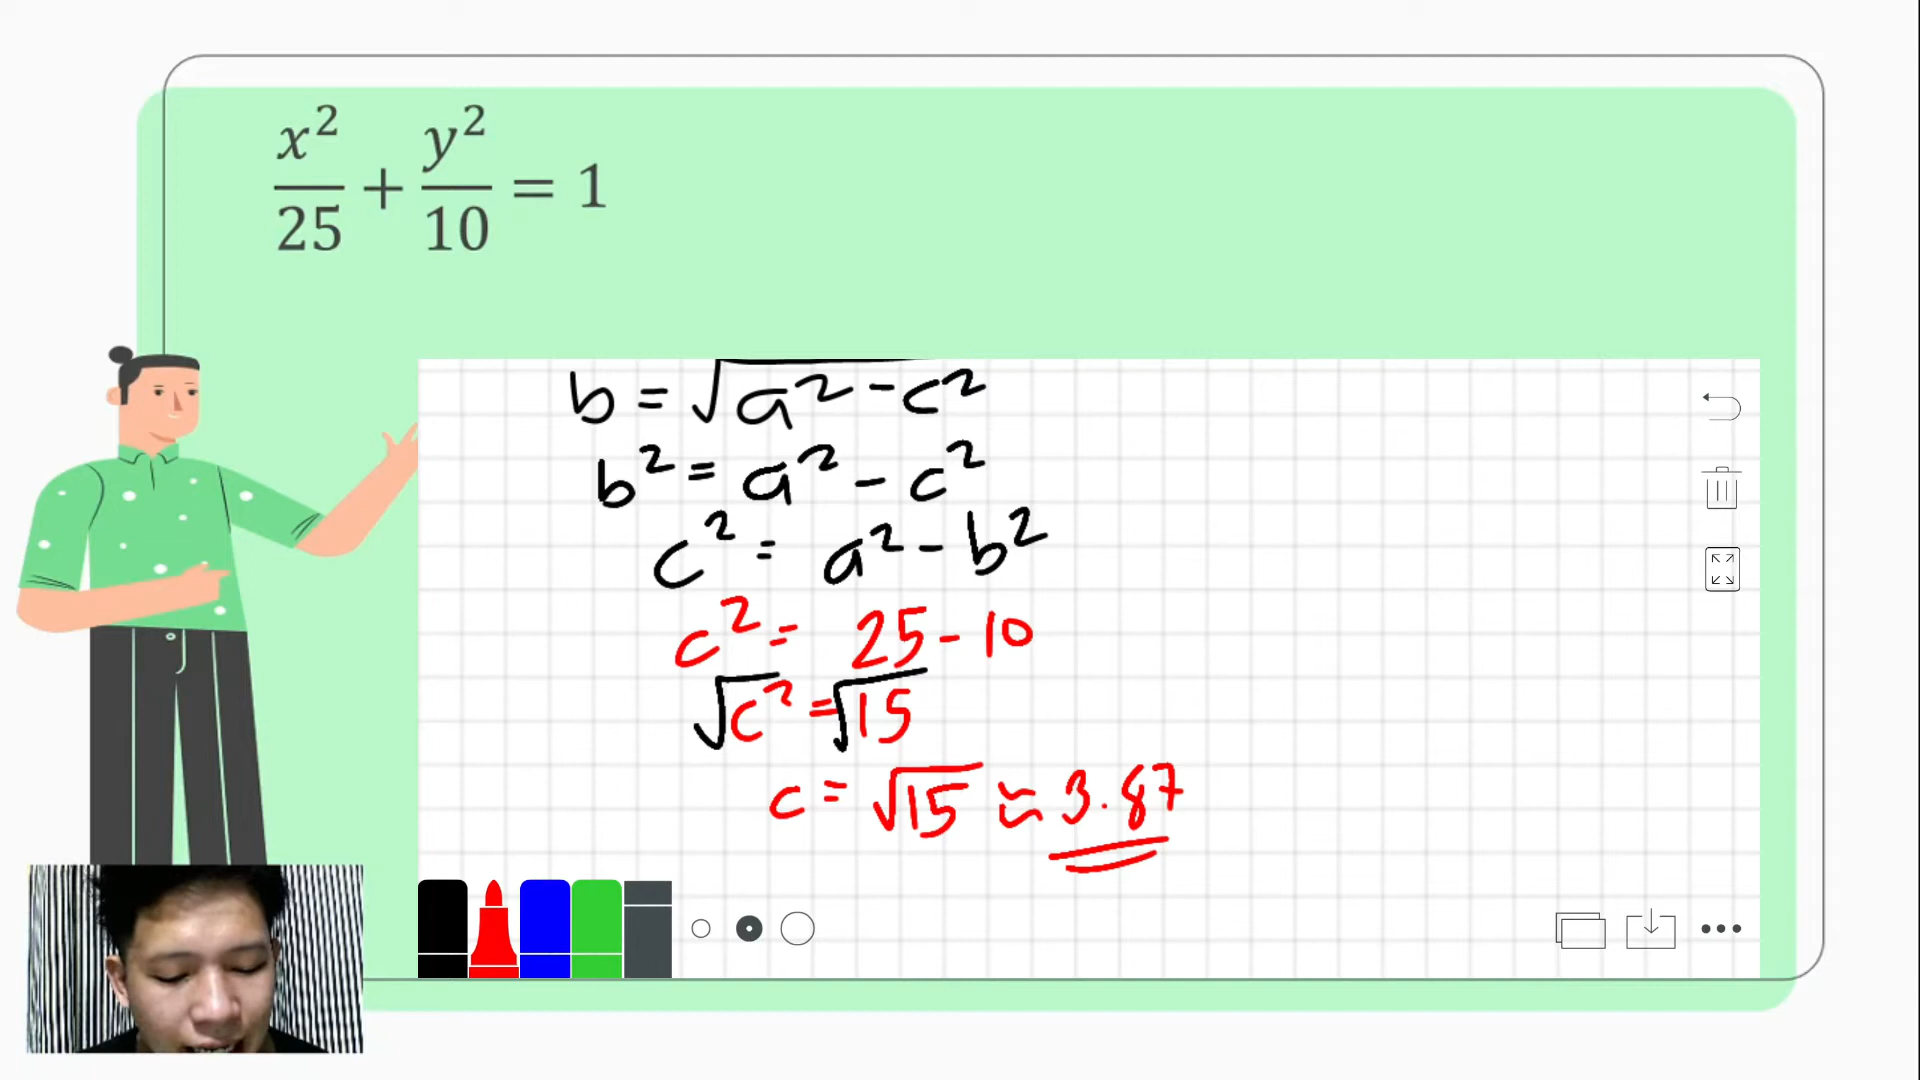 x²/25 + y²/10 = 1
b = √a² - c²
b² = a² - c²
c² = a² - b²
c² = 25 - 10
√c² = √15
c = √15 ≈ 3.87